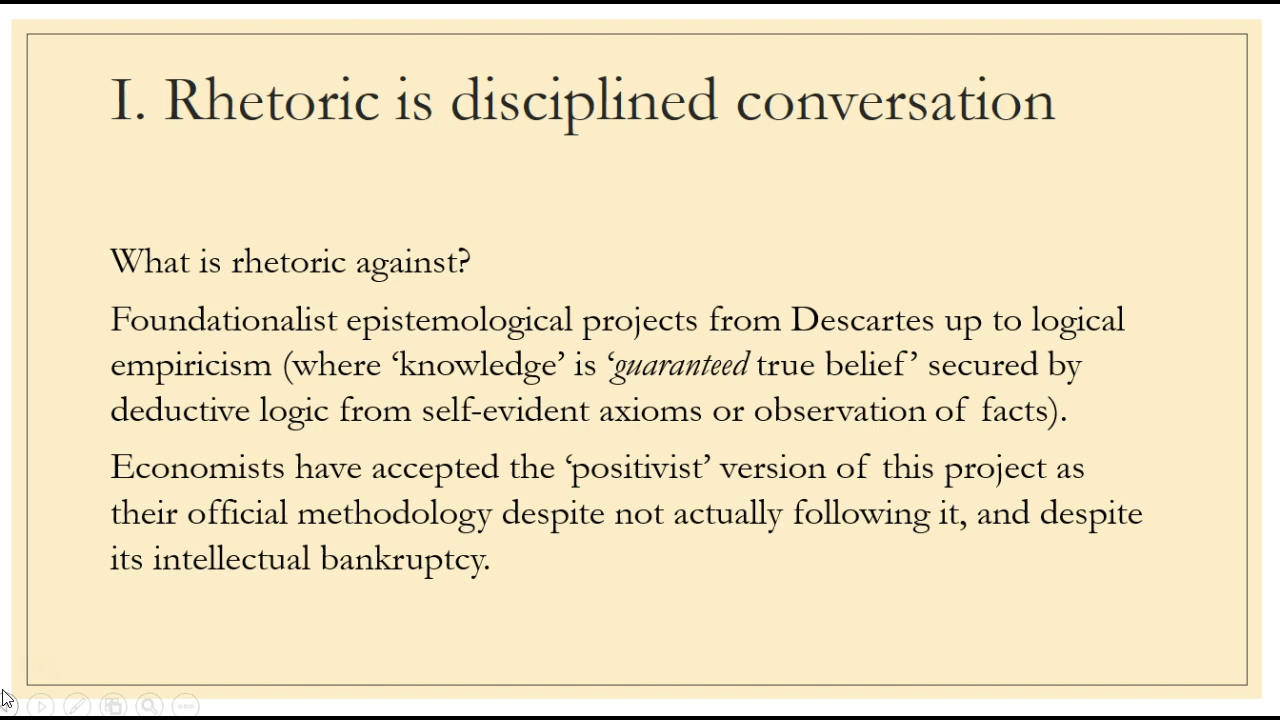 I. Rhetoric is disciplined conversation
What is rhetoric against?
Foundationalist epistemological projects from Descartes up to logical
empiricism (where ‘knowledge’ is ‘guaranteed true belief’ secured by
deductive logic from self-evident axioms or observation of facts).
Economists have accepted the ‘positivist’ version of this project as
their official methodology despite not actually following it, and despite
its intellectual bankruptcy.